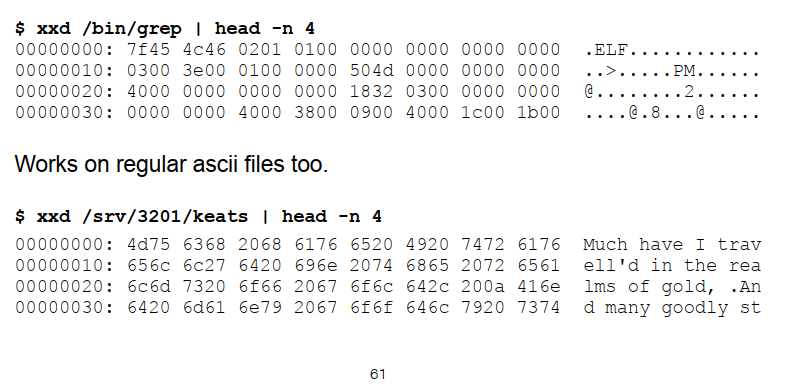 $ xxd /bin/grep | head -n 4
00000000: 7f45 4c46 0201 0100 0000 0000 0000 0000  .ELF............
00000010: 0300 3e00 0100 0000 504d 0000 0000 0000  ..>.....PM......
00000020: 4000 0000 0000 0000 1832 0300 0000 0000  @........2......
00000030: 0000 0000 4000 3800 0900 4000 1c00 1b00  ....@.8...@.....
Works on regular ascii files too.
$ xxd /srv/3201/keats | head -n 4
00000000: 4d75 6368 2068 6176 6520 4920 7472 6176  Much have I trav
00000010: 656c 6c27 6420 696e 2074 6865 2072 6561  ell'd in the rea
00000020: 6c6d 7320 6f66 2067 6f6c 642c 200a 416e  lms of gold, .An
00000030: 6420 6d61 6e79 2067 6f6f 646c 7920 7374  d many goodly st
61